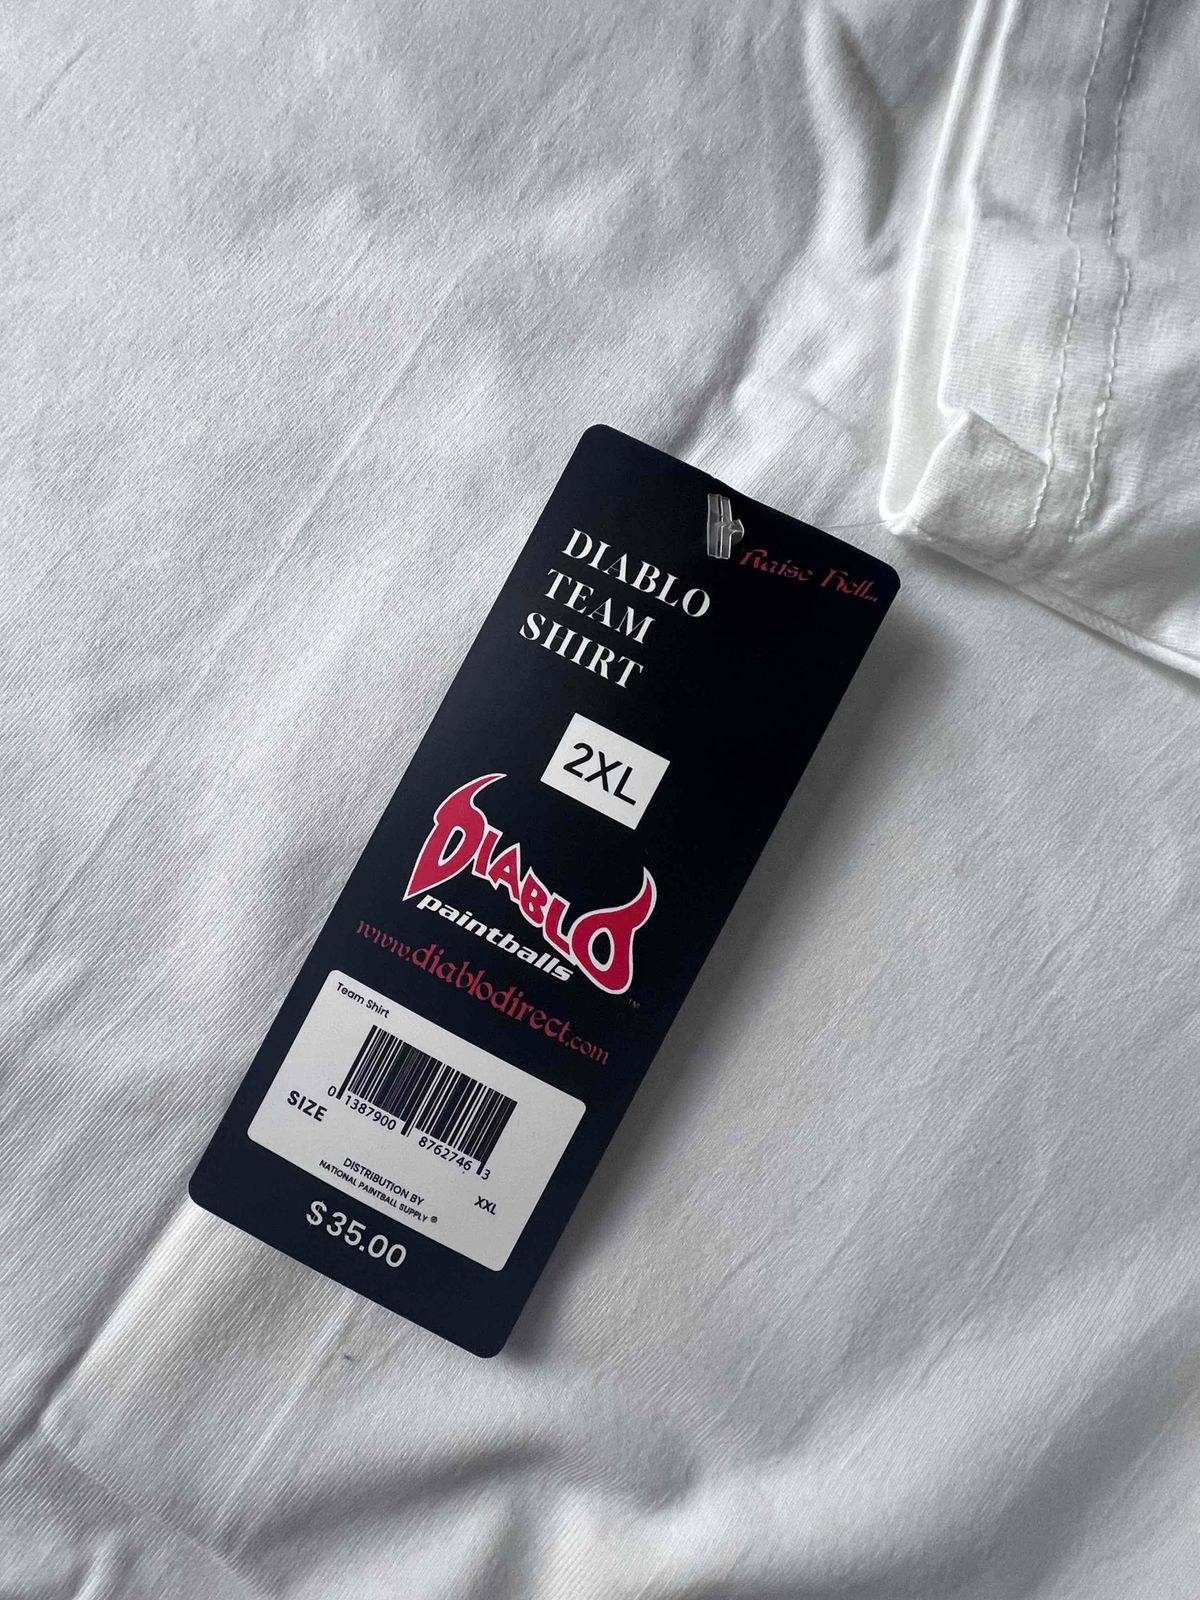 Raise Hell...
DIABLO
TEAM
SHIRT
2XL
DIABLO
paintballs
™
www.diablodirect.com
Team Shirt
SIZE
0 1387900 8762746 3
XXL
DISTRIBUTION BY
NATIONAL PAINTBALL SUPPLY ®
$35.00